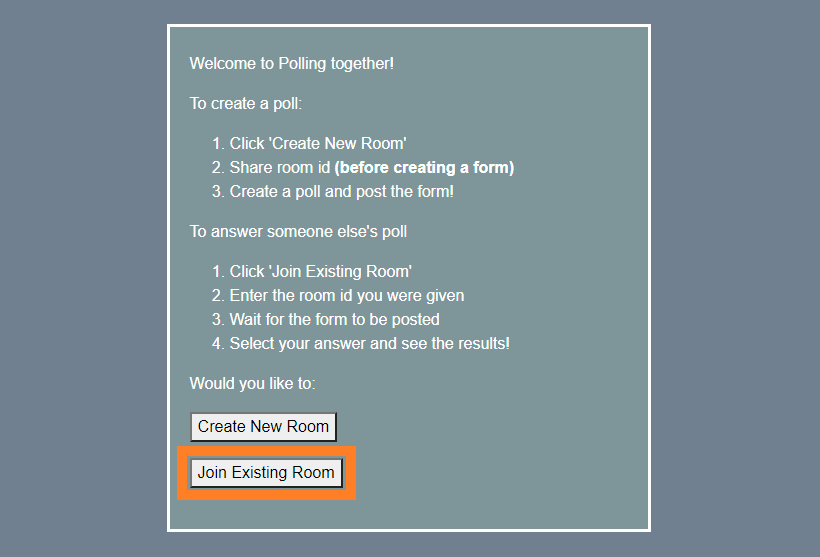 Welcome to Polling together!
To create a poll:
1. Click 'Create New Room'
2. Share room id (before creating a form)
3. Create a poll and post the form!
To answer someone else's poll
1. Click 'Join Existing Room'
2. Enter the room id you were given
3. Wait for the form to be posted
4. Select your answer and see the results!
Would you like to:
Create New Room
Join Existing Room